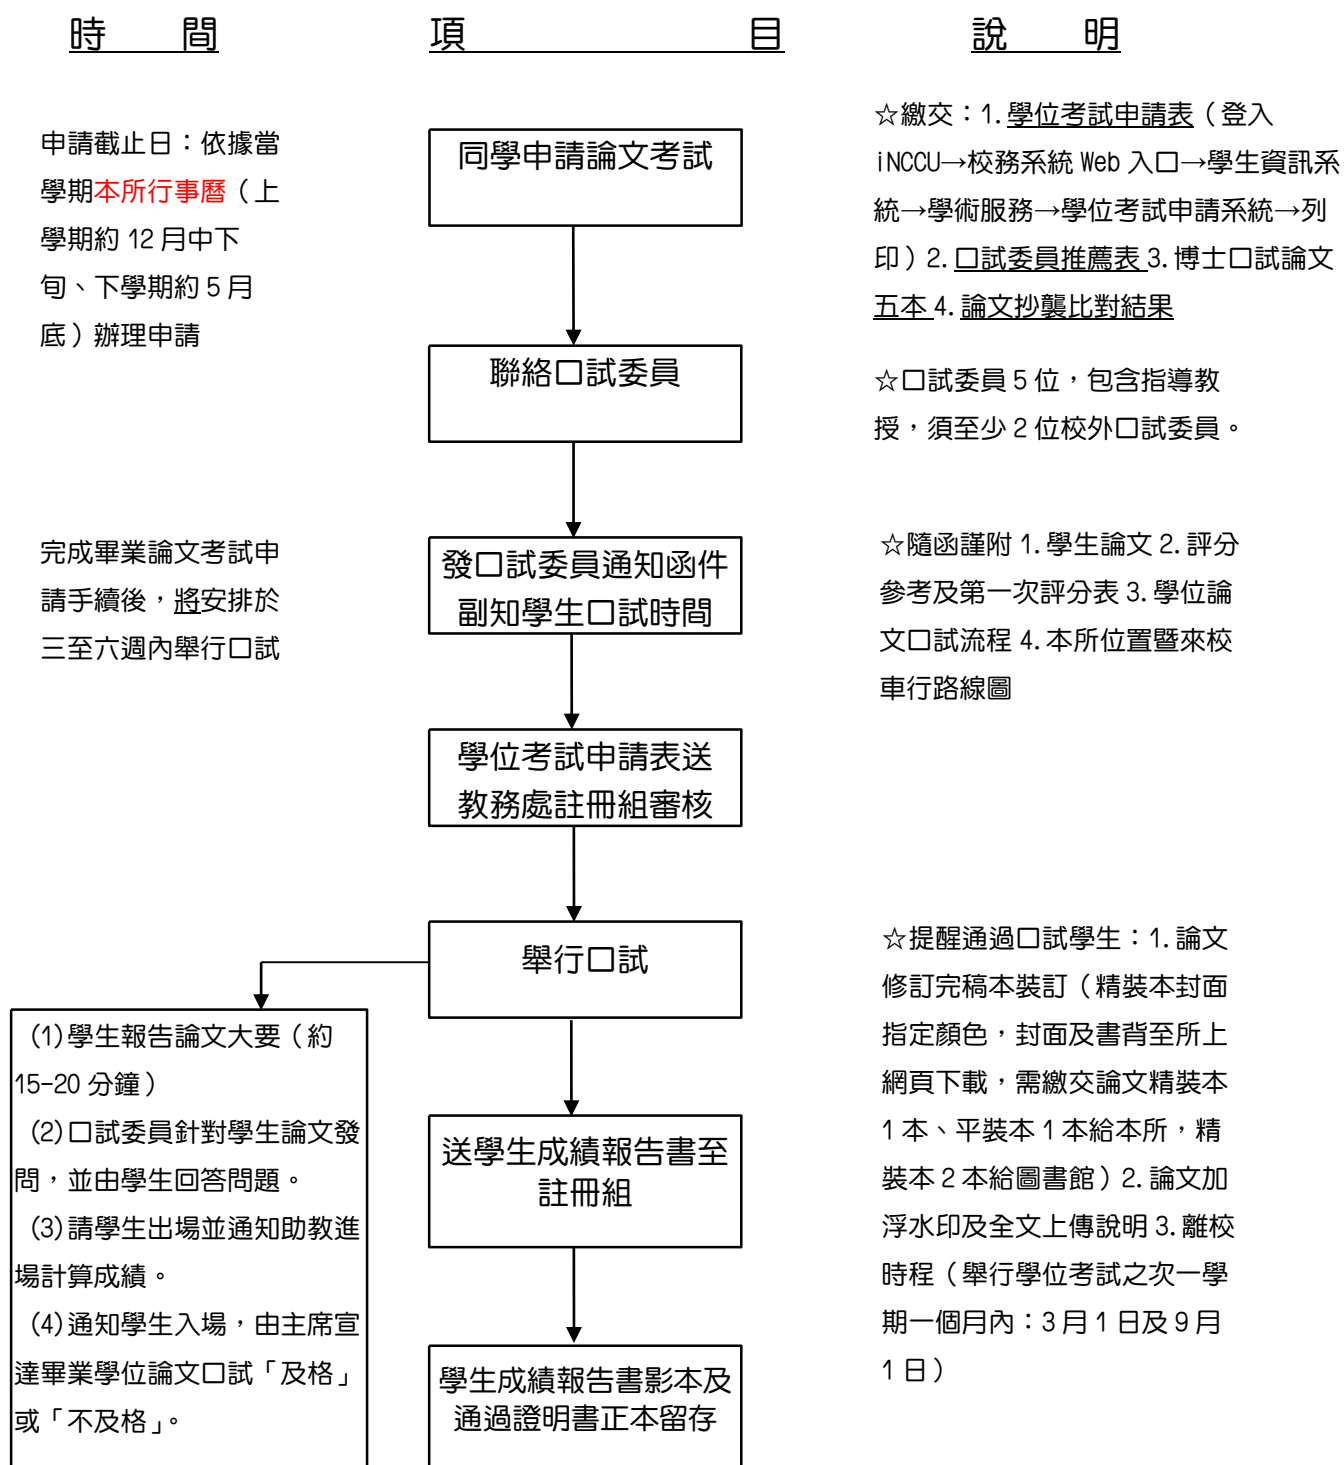 時 間
項 目
說 明
申請截止日：依據當
學期本所行事曆（上
學期約 12 月中下
旬、下學期約 5 月
底）辦理申請
同學申請論文考試
☆繳交：1.學位考試申請表（登入
iNCCU→校務系統 Web 入口→學生資訊系
統→學術服務→學位考試申請系統→列
印）2.口試委員推薦表 3.博士口試論文
五本 4.論文抄襲比對結果
聯絡口試委員
☆口試委員 5 位，包含指導教
授，須至少 2 位校外口試委員。
完成畢業論文考試申
請手續後，將安排於
三至六週內舉行口試
發口試委員通知函件
副知學生口試時間
☆隨函謹附 1.學生論文 2.評分
參考及第一次評分表 3.學位論
文口試流程 4.本所位置暨來校
車行路線圖
學位考試申請表送
教務處註冊組審核
舉行口試
(1)學生報告論文大要（約
15-20 分鐘）
(2)口試委員針對學生論文發
問，並由學生回答問題。
(3)請學生出場並通知助教進
場計算成績。
(4)通知學生入場，由主席宣
達畢業學位論文口試「及格」
或「不及格」。
送學生成績報告書至
註冊組
學生成績報告書影本及
通過證明書正本留存
☆提醒通過口試學生：1.論文
修訂完稿本裝訂（精裝本封面
指定顏色，封面及書背至所上
網頁下載，需繳交論文精裝本
1 本、平裝本 1 本給本所，精
裝本 2 本給圖書館）2.論文加
浮水印及全文上傳說明 3.離校
時程（舉行學位考試之次一學
期一個月內：3 月 1 日及 9 月
1 日）